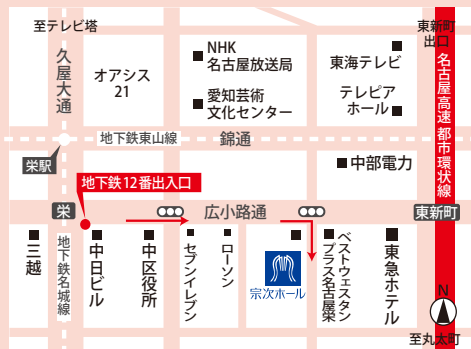 至テレビ塔
東新町
出口
久屋大通
オアシス
21
NHK
名古屋放送局
愛知芸術
文化センター
東海テレビ
テレピア
ホール
名古屋高速都市環状線
地下鉄東山線
錦通
栄駅
中部電力
地下鉄12番出入口
栄
広小路通
東新町
三越
地下鉄名城線
中日ビル
中区役所
セブンイレブン
ローソン
宗次ホール
ベストウェスタン
プラス名古屋栄
東急ホテル
N
至丸太町